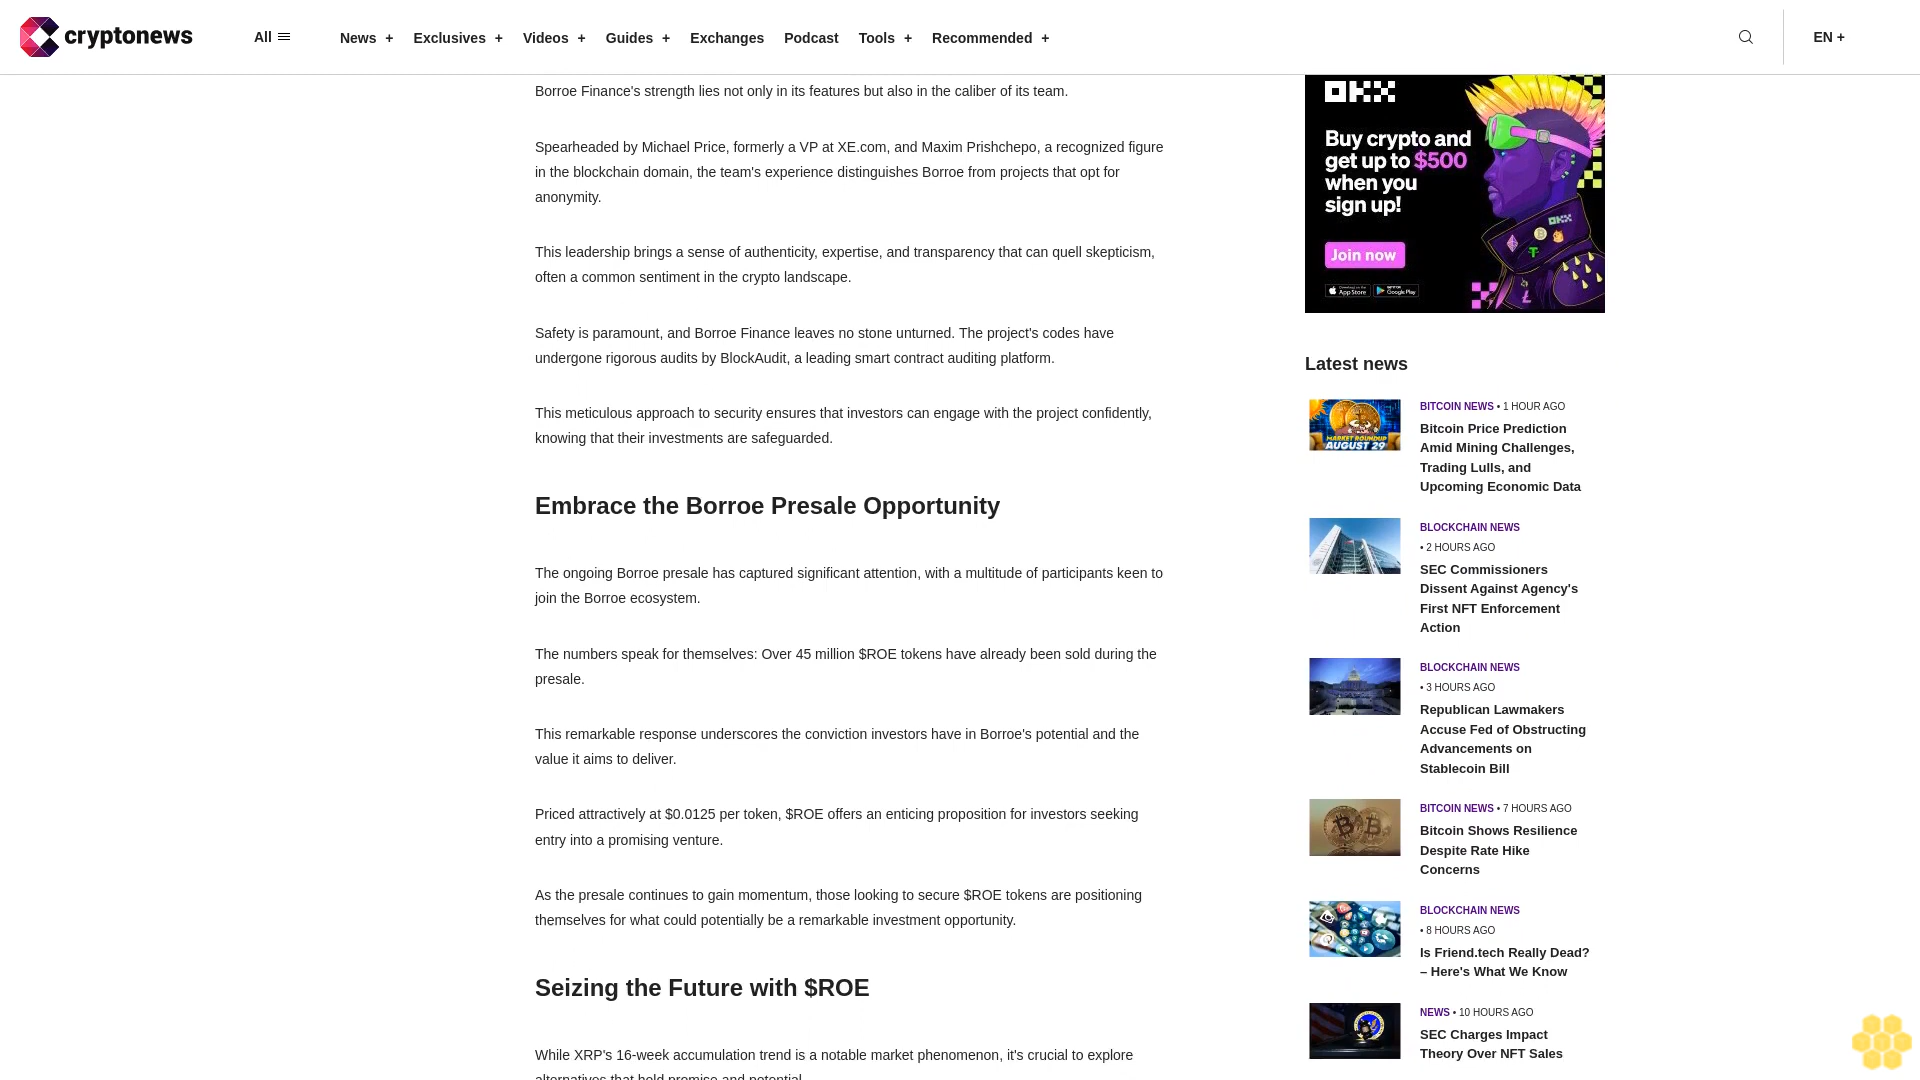 cryptonews
All
News +
Exclusives +
Videos +
Guides +
Exchanges
Podcast
Tools +
Recommended +
EN +
Borroe Finance's strength lies not only in its features but also in the caliber of its team.
Spearheaded by Michael Price, formerly a VP at XE.com, and Maxim Prishchepo, a recognized figure
in the blockchain domain, the team's experience distinguishes Borroe from projects that opt for
anonymity.
This leadership brings a sense of authenticity, expertise, and transparency that can quell skepticism,
often a common sentiment in the crypto landscape.
Safety is paramount, and Borroe Finance leaves no stone unturned. The project's codes have
undergone rigorous audits by BlockAudit, a leading smart contract auditing platform.
This meticulous approach to security ensures that investors can engage with the project confidently,
knowing that their investments are safeguarded.
Embrace the Borroe Presale Opportunity
The ongoing Borroe presale has captured significant attention, with a multitude of participants keen to
join the Borroe ecosystem.
The numbers speak for themselves: Over 45 million $ROE tokens have already been sold during the
presale.
This remarkable response underscores the conviction investors have in Borroe's potential and the
value it aims to deliver.
Priced attractively at $0.0125 per token, $ROE offers an enticing proposition for investors seeking
entry into a promising venture.
As the presale continues to gain momentum, those looking to secure $ROE tokens are positioning
themselves for what could potentially be a remarkable investment opportunity.
Seizing the Future with $ROE
While XRP's 16-week accumulation trend is a notable market phenomenon, it's crucial to explore
alternatives that hold promise and potential.
OKX
Buy crypto and
get up to $500
when you
sign up!
Join now
App Store
Google Play
OKX
Latest news
MARKET ROUNDUP
AUGUST 29
BITCOIN NEWS • 1 HOUR AGO
Bitcoin Price Prediction
Amid Mining Challenges,
Trading Lulls, and
Upcoming Economic Data
BLOCKCHAIN NEWS
• 2 HOURS AGO
SEC Commissioners
Dissent Against Agency's
First NFT Enforcement
Action
BLOCKCHAIN NEWS
• 3 HOURS AGO
Republican Lawmakers
Accuse Fed of Obstructing
Advancements on
Stablecoin Bill
BITCOIN NEWS • 7 HOURS AGO
Bitcoin Shows Resilience
Despite Rate Hike
Concerns
BLOCKCHAIN NEWS
• 8 HOURS AGO
Is Friend.tech Really Dead?
– Here's What We Know
NEWS • 10 HOURS AGO
SEC Charges Impact
Theory Over NFT Sales